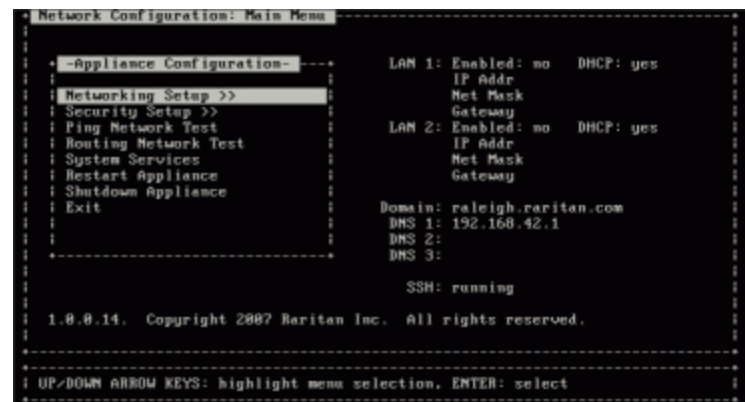 Network Configuration: Main Menu
-Appliance Configuration-
Networking Setup >>
Security Setup >>
Ping Network Test
Routing Network Test
System Services
Restart Appliance
Shutdown Appliance
Exit
LAN 1: Enabled: no DHCP: yes
IP Addr
Net Mask
Gateway
LAN 2: Enabled: no DHCP: yes
IP Addr
Net Mask
Gateway
Domain: raleigh.raritan.com
DNS 1: 192.168.42.1
DNS 2:
DNS 3:
SSH: running
1.0.0.14. Copyright 2007 Raritan Inc. All rights reserved.
UP/DOWN ARROW KEYS: highlight menu selection, ENTER: select